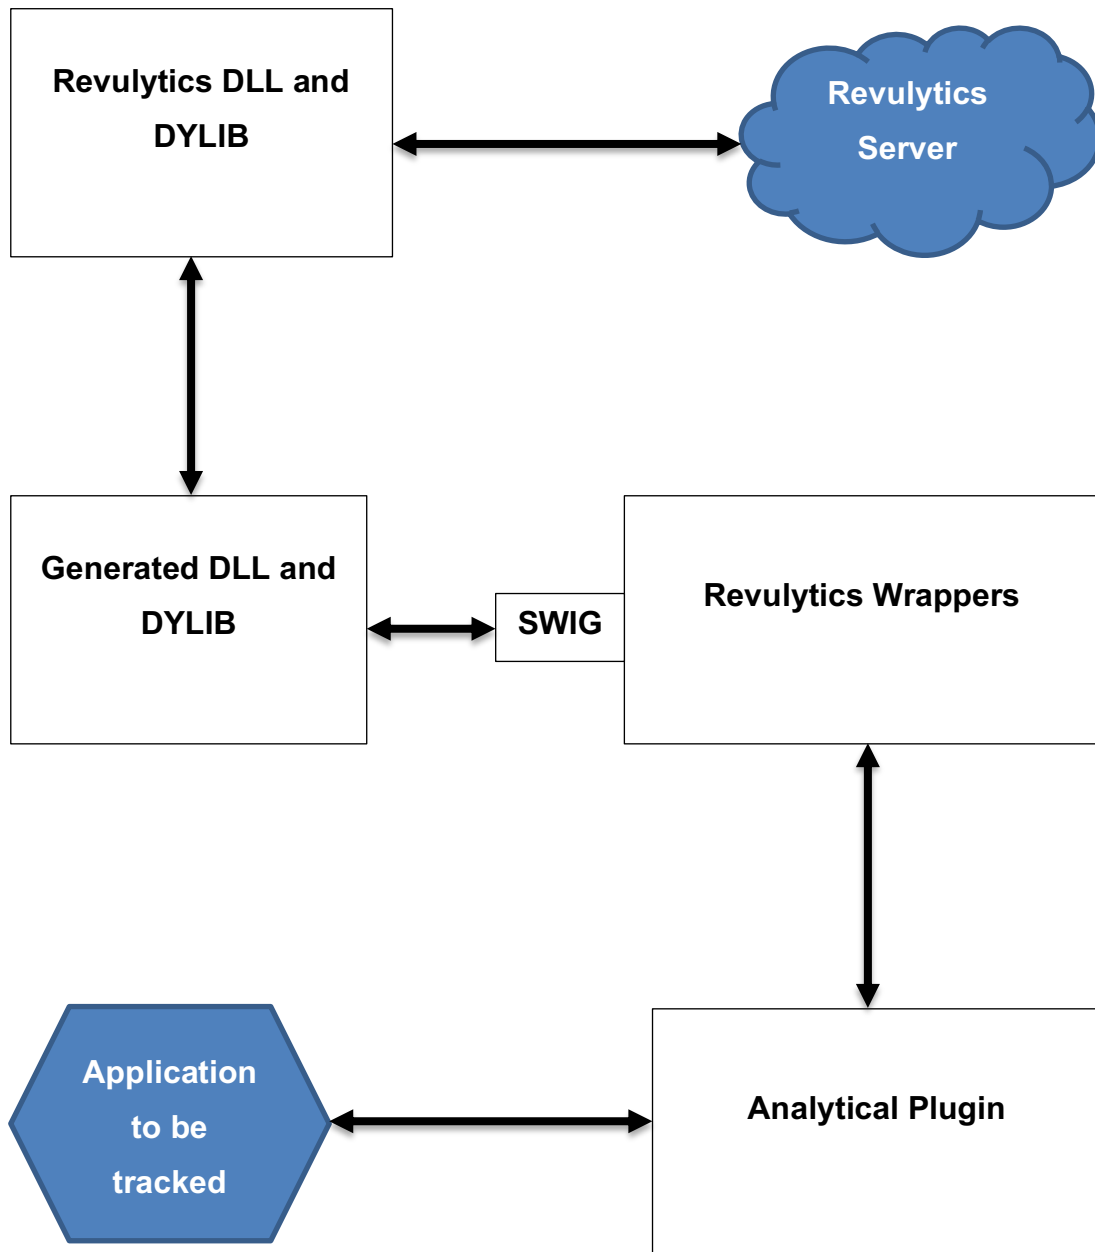 Revulytics DLL and
DYLIB
Revulytics
Server
Generated DLL and
DYLIB
SWIG
Revulytics Wrappers
Application
to be
tracked
Analytical Plugin